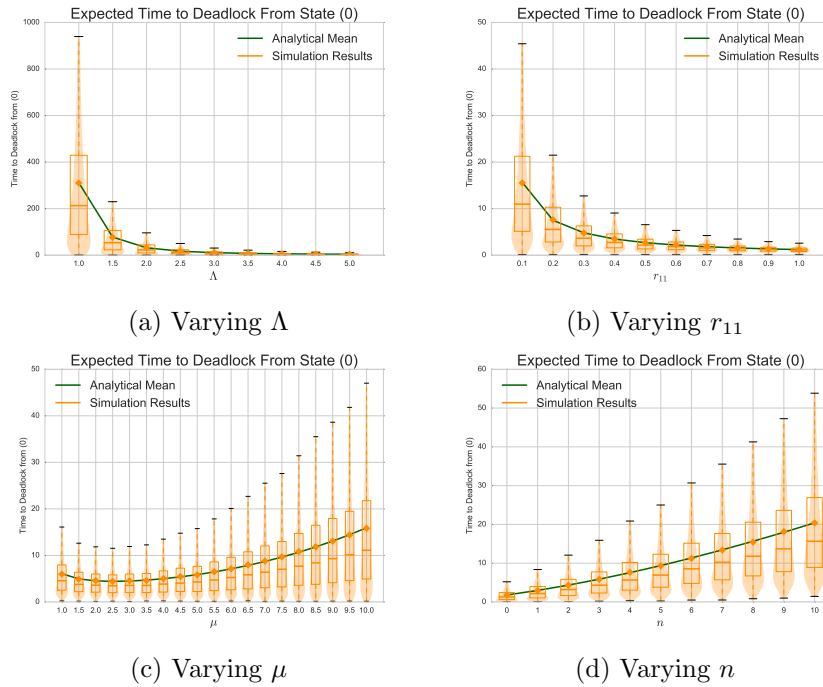 Expected Time to Deadlock From State (0)
Analytical Mean
Simulation Results
Time to Deadlock from (0)
1000
800
600
400
200
0
1.0 1.5 2.0 2.5 3.0 3.5 4.0 4.5 5.0
Λ
(a) Varying Λ
Expected Time to Deadlock From State (0)
Analytical Mean
Simulation Results
Time to Deadlock from (0)
50
40
30
20
10
0
0.1 0.2 0.3 0.4 0.5 0.6 0.7 0.8 0.9 1.0
r₁₁
(b) Varying r₁₁
Expected Time to Deadlock From State (0)
Analytical Mean
Simulation Results
Time to Deadlock from (0)
50
40
30
20
10
0
1.0 1.5 2.0 2.5 3.0 3.5 4.0 4.5 5.0 5.5 6.0 6.5 7.0 7.5 8.0 8.5 9.0 9.5 10.0
μ
(c) Varying μ
Expected Time to Deadlock From State (0)
Analytical Mean
Simulation Results
Time to Deadlock from (0)
60
50
40
30
20
10
0
0 1 2 3 4 5 6 7 8 9 10
n
(d) Varying n